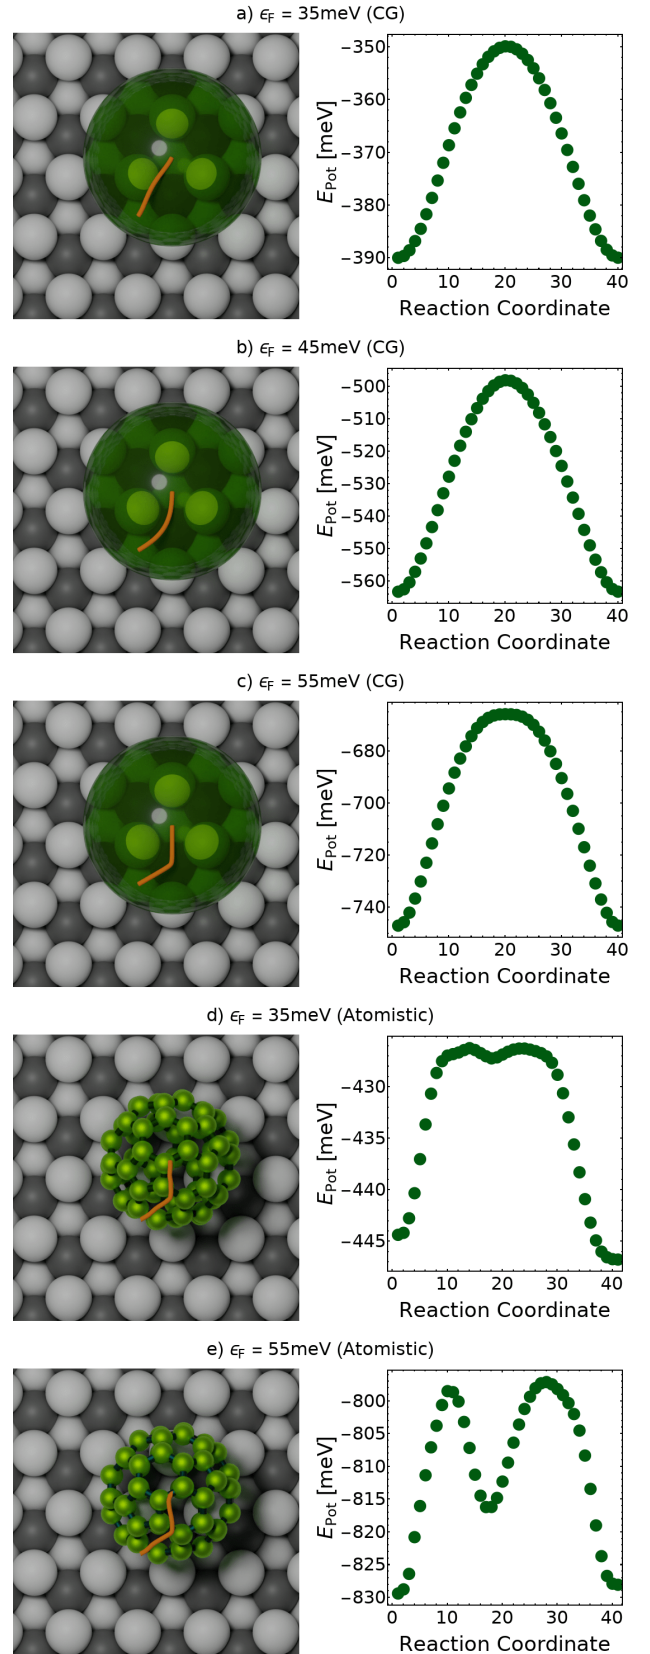 a) ϵF = 35meV (CG)
EPot [meV]
−350
−360
−370
−380
−390
0 10 20 30 40
Reaction Coordinate
b) ϵF = 45meV (CG)
EPot [meV]
−500
−510
−520
−530
−540
−550
−560
0 10 20 30 40
Reaction Coordinate
c) ϵF = 55meV (CG)
EPot [meV]
−680
−700
−720
−740
0 10 20 30 40
Reaction Coordinate
d) ϵF = 35meV (Atomistic)
EPot [meV]
−430
−435
−440
−445
0 10 20 30 40
Reaction Coordinate
e) ϵF = 55meV (Atomistic)
EPot [meV]
−800
−805
−810
−815
−820
−825
−830
0 10 20 30 40
Reaction Coordinate